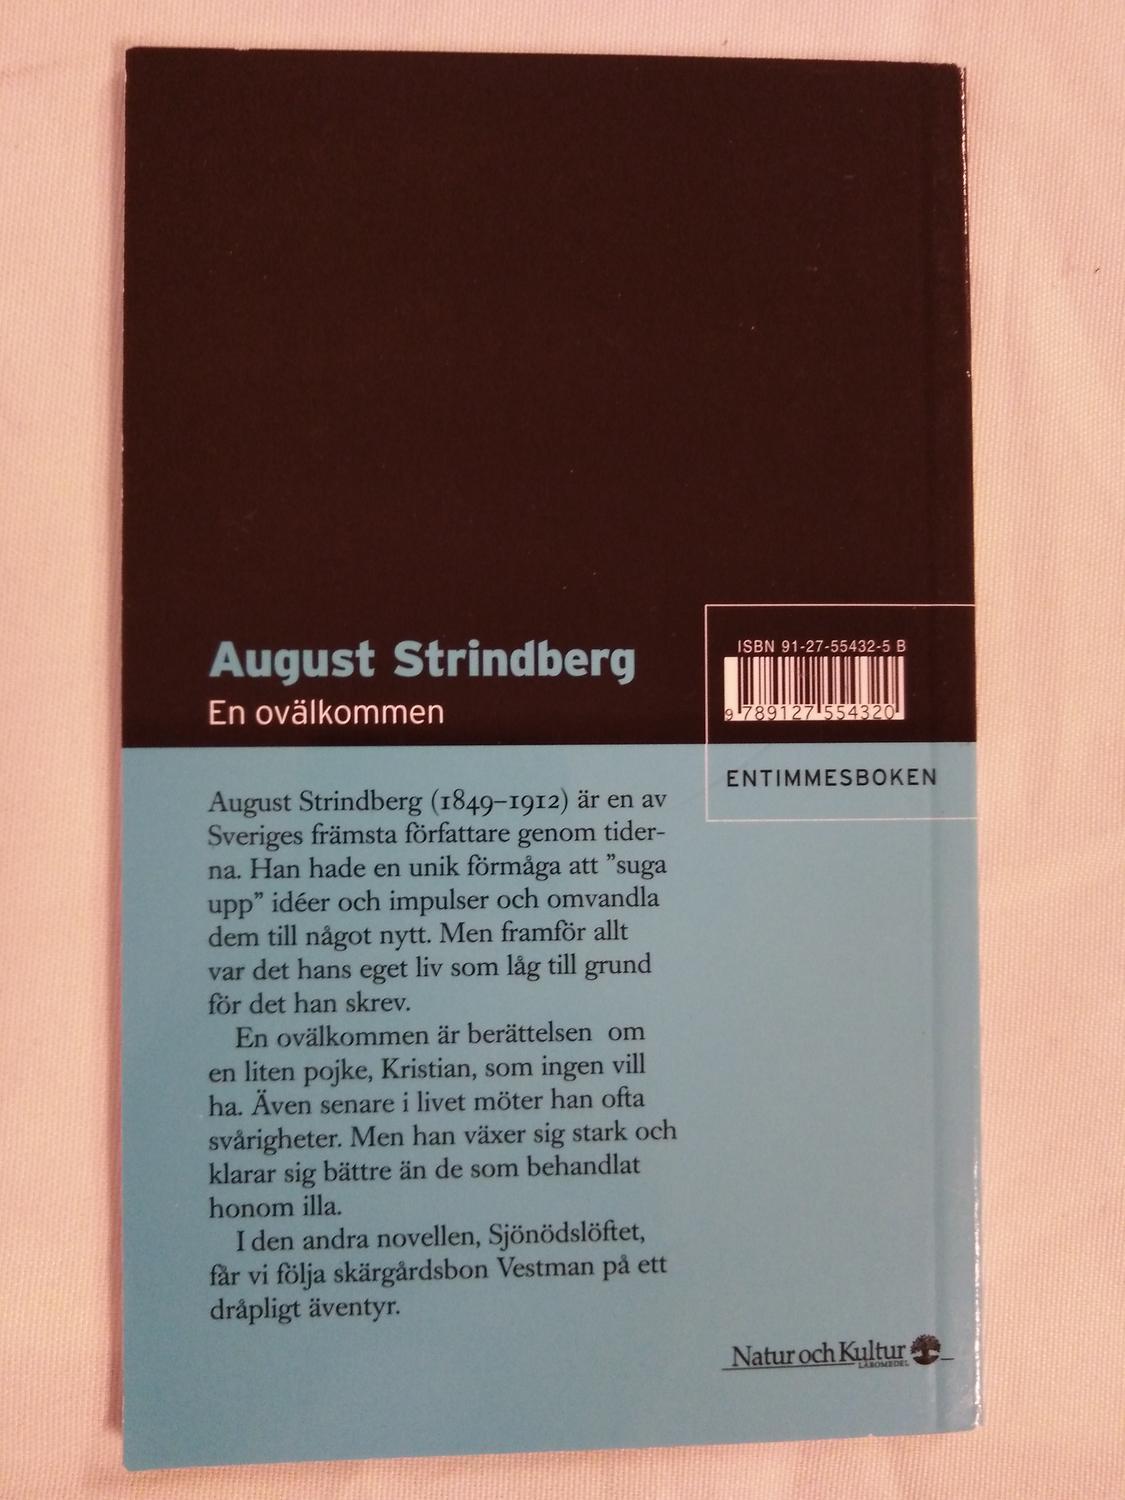 August Strindberg
En ovälkommen
ISBN 91-27-55432-5 B
9 789127 554320
ENTIMMESBOKEN
August Strindberg (1849–1912) är en av
Sveriges främsta författare genom tider-
na. Han hade en unik förmåga att ”suga
upp” idéer och impulser och omvandla
dem till något nytt. Men framför allt
var det hans eget liv som låg till grund
för det han skrev.
En ovälkommen är berättelsen om
en liten pojke, Kristian, som ingen vill
ha. Även senare i livet möter han ofta
svårigheter. Men han växer sig stark och
klarar sig bättre än de som behandlat
honom illa.
I den andra novellen, Sjönödslöftet,
får vi följa skärgårdsbon Vestman på ett
dråpligt äventyr.
Natur och Kultur
LÄROMEDEL